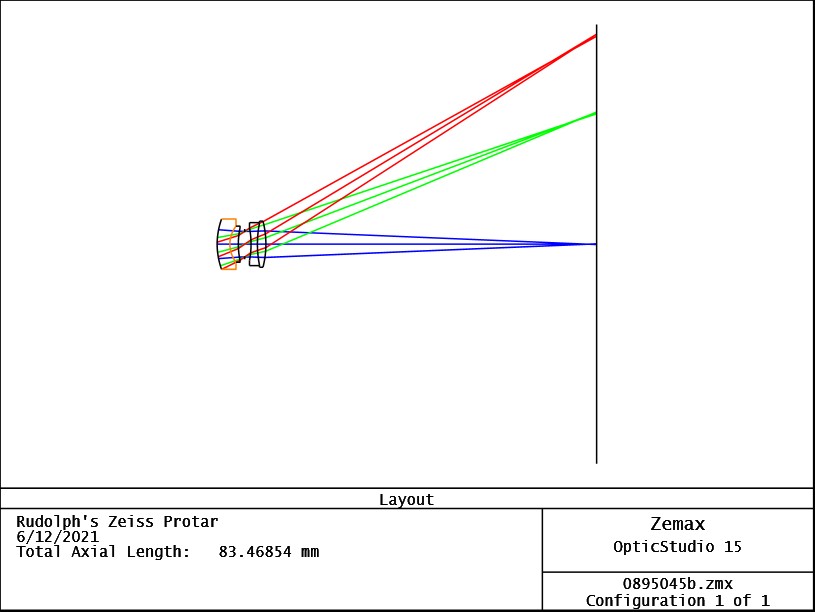 Layout
Rudolph's Zeiss Protar
6/12/2021
Total Axial Length:   83.46854 mm
Zemax
OpticStudio 15
O895045b.zmx
Configuration 1 of 1